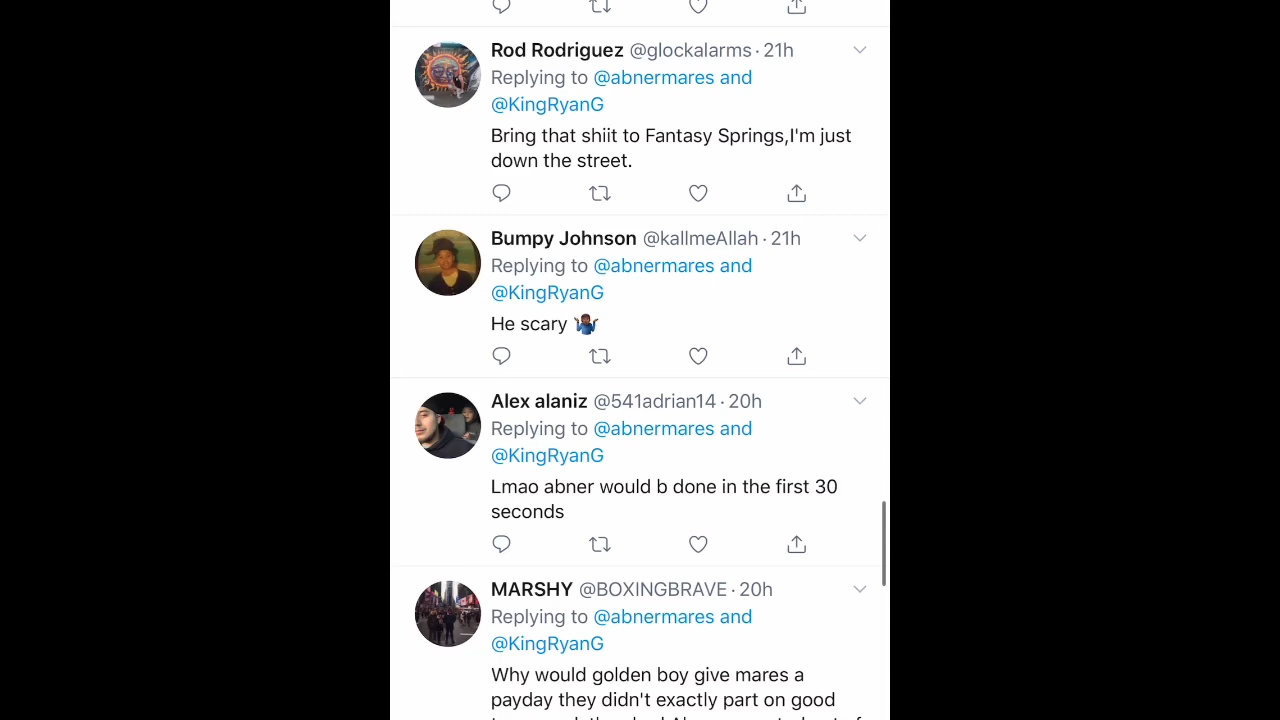 Rod Rodriguez @glockalarms · 21h
Replying to @abnermares and
@KingRyanG
Bring that shiit to Fantasy Springs,I'm just
down the street.
Bumpy Johnson @kallmeAllah · 21h
Replying to @abnermares and
@KingRyanG
He scary 🤷🏾‍♂️
Alex alaniz @541adrian14 · 20h
Replying to @abnermares and
@KingRyanG
Lmao abner would b done in the first 30
seconds
MARSHY @BOXINGBRAVE · 20h
Replying to @abnermares and
@KingRyanG
Why would golden boy give mares a
payday they didn't exactly part on good